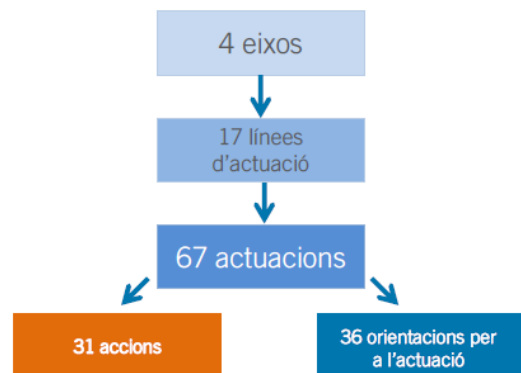 4 eixos
17 línees
d'actuació
67 actuacions
31 accions
36 orientacions per
a l'actuació